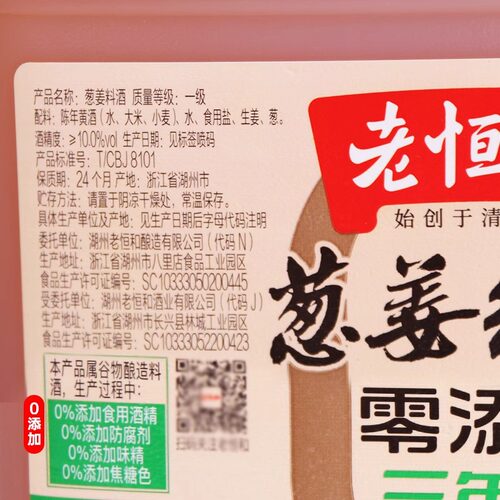 产品名称：葱姜料酒 质量等级：一级
配料：陈年黄酒（水、大米、小麦）、水、食用盐、生姜、葱。
酒精度：≥10.0%vol 生产日期：见标签喷码
产品标准号：T/CBJ 8101
保质期：24个月 产地：浙江省湖州市
贮存方法：请置于阴凉干燥处，常温保存。
具体生产单位及产地：见生产日期后字母代码注明
委托单位：湖州老恒和酿造有限公司（代码N）
生产地址：浙江省湖州市八里店食品工业园区
食品生产许可证编号：SC10333050200445
受委托单位：湖州老恒和酒业有限公司（代码J）
生产地址：浙江省湖州市长兴县林城工业园区
食品生产许可证编号：SC10333052200423
本产品属谷物酿造料
酒，生产过程中：
0%添加食用酒精
0%添加防腐剂
0%添加味精
0%添加焦糖色
扫码关注老恒和
老恒
始创于清
葱姜
零添
三年
0
添加